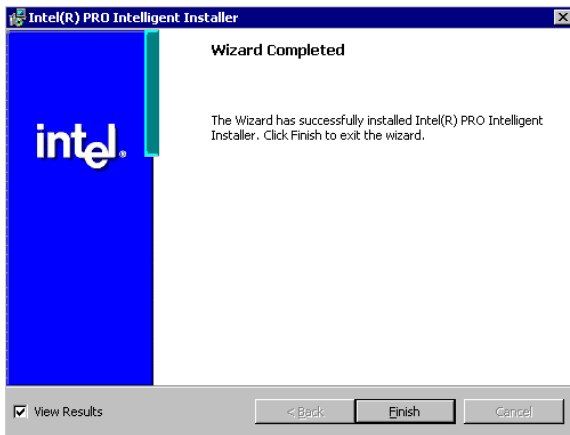 Intel(R) PRO Intelligent Installer
Wizard Completed
The Wizard has successfully installed Intel(R) PRO Intelligent
Installer. Click Finish to exit the wizard.
intel®
View Results
< Back
Finish
Cancel